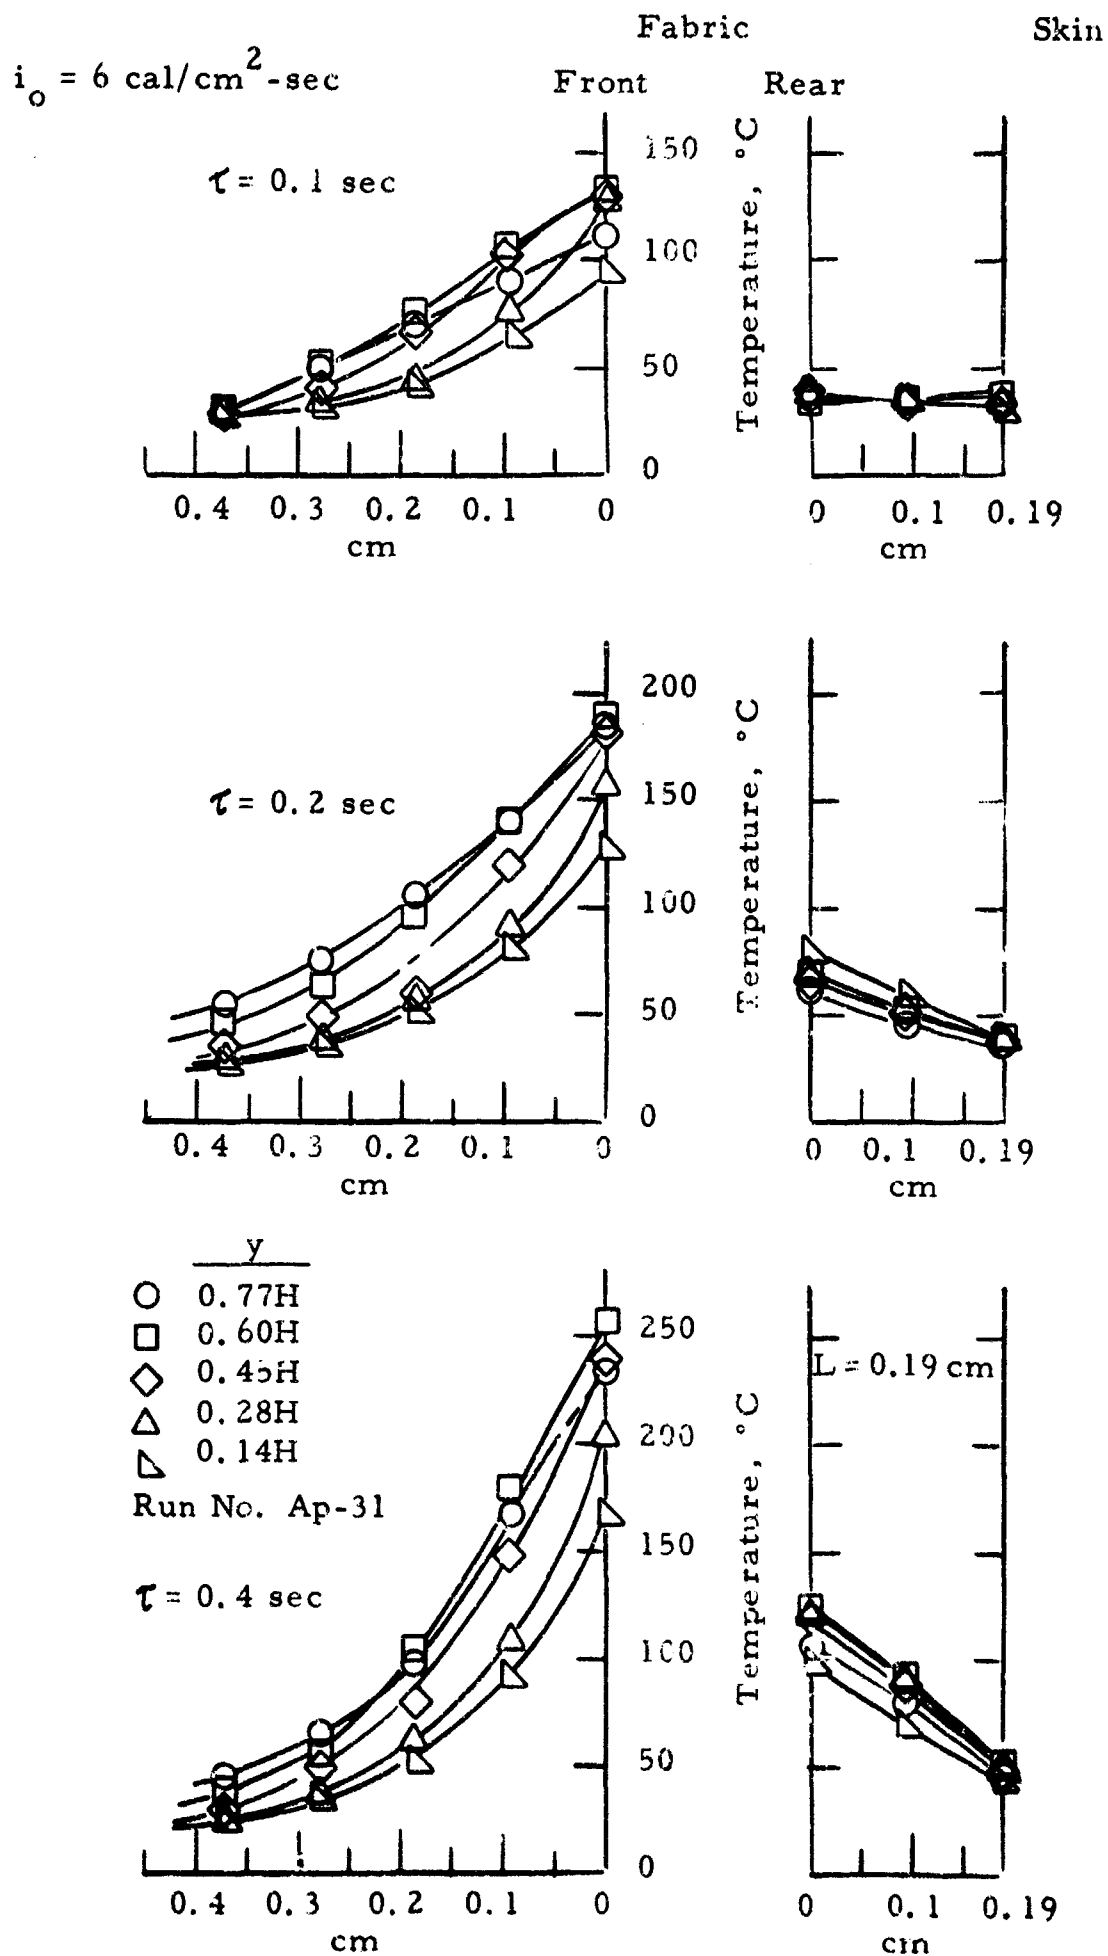 Fabric Skin
i₀ = 6 cal/cm²-sec Front Rear
τ = 0.1 sec
150
100
50
0
Temperature, °C
0.4 0.3 0.2 0.1 0
cm
0 0.1 0.19
cm
τ = 0.2 sec
200
150
100
50
0
Temperature, °C
0.4 0.3 0.2 0.1 0
cm
0 0.1 0.19
cm
y
0.77H
0.60H
0.45H
0.28H
0.14H
Run No. Ap-31
τ = 0.4 sec
250
200
150
100
50
0
Temperature, °C
L = 0.19 cm
0.4 0.3 0.2 0.1 0
cm
0 0.1 0.19
cm